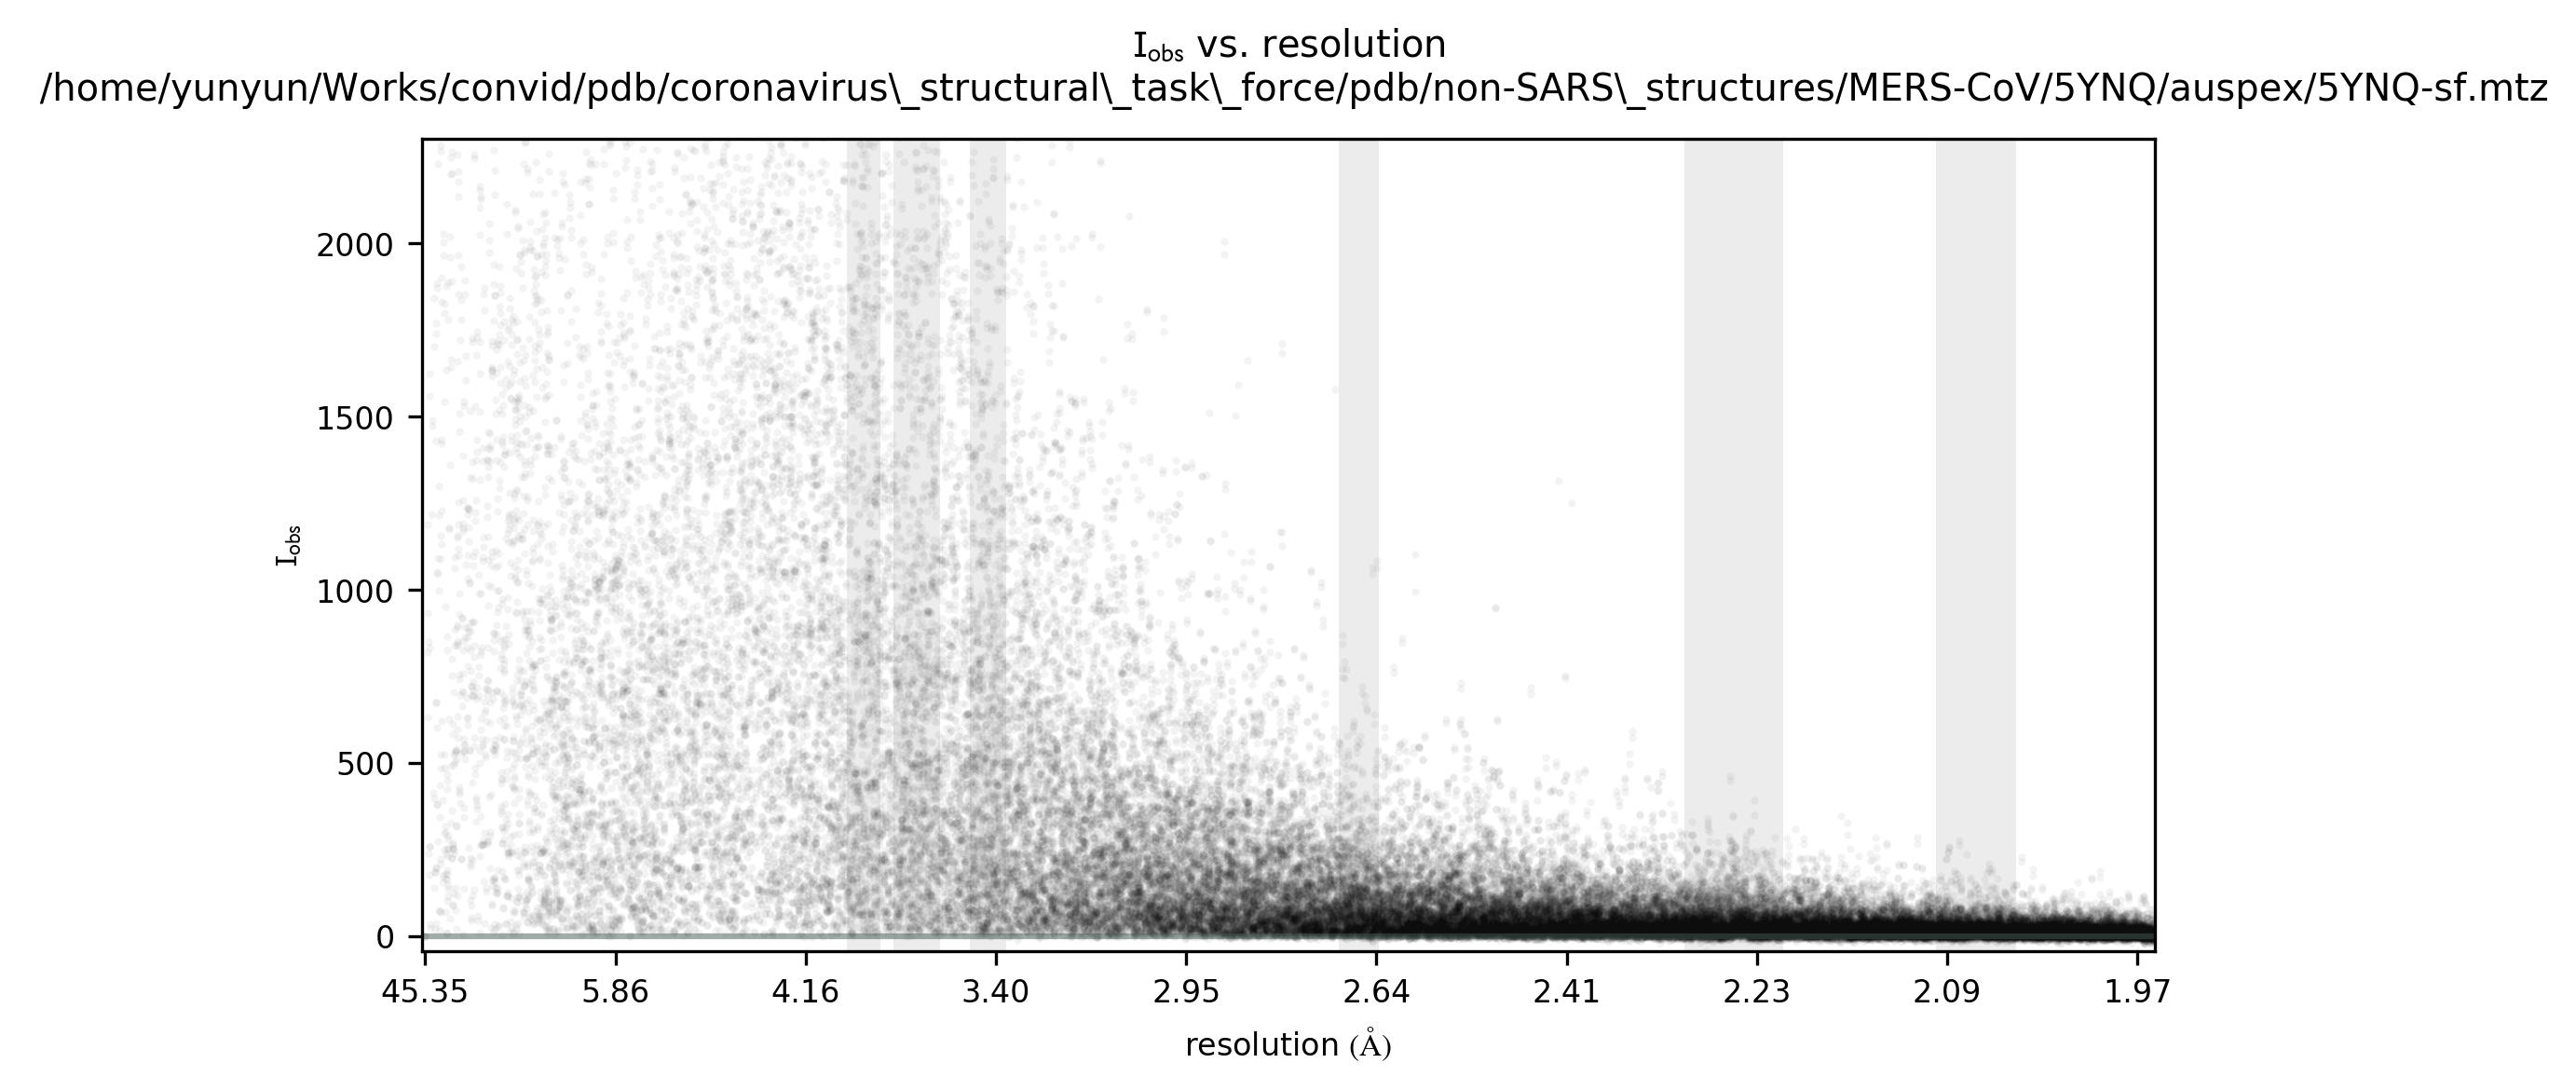 I_obs vs. resolution
/home/yunyun/Works/convid/pdb/coronavirus\_structural\_task\_force/pdb/non-SARS\_structures/MERS-CoV/5YNQ/auspex/5YNQ-sf.mtz
2000
1500
I_obs
1000
500
0
45.35 5.86 4.16 3.40 2.95 2.64 2.41 2.23 2.09 1.97
resolution (Å)